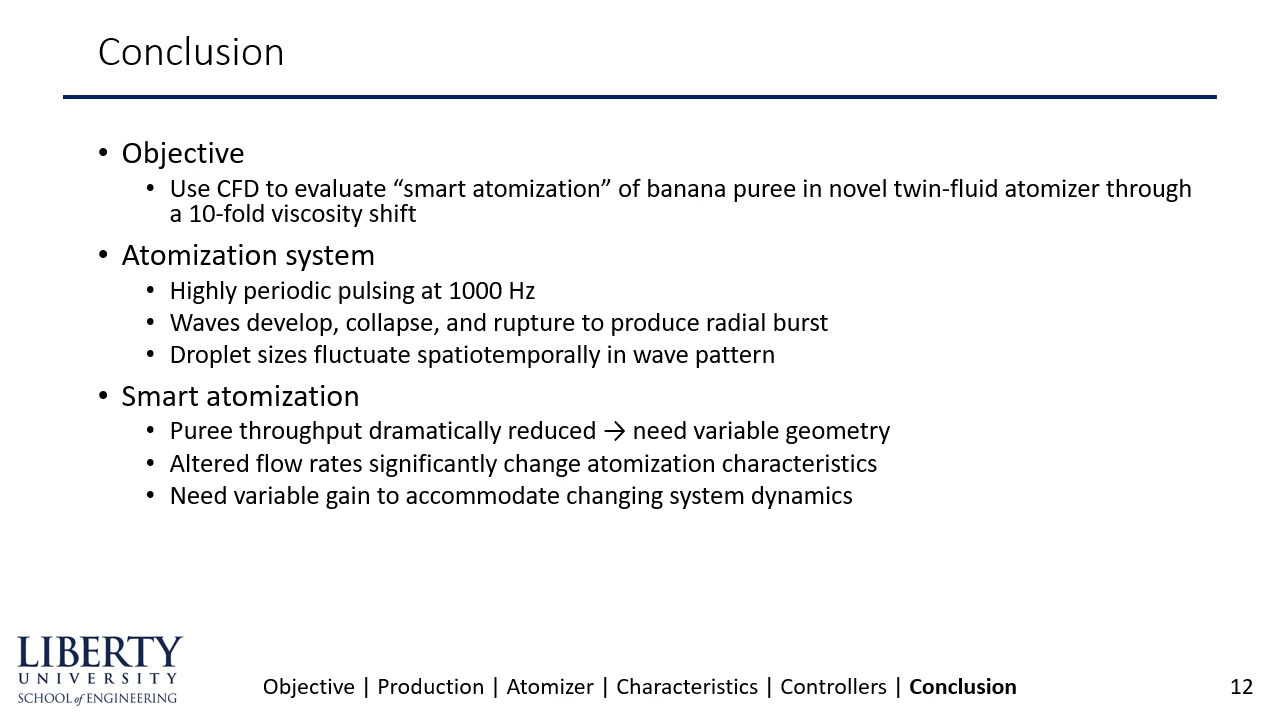 Conclusion
• Objective
• Use CFD to evaluate “smart atomization” of banana puree in novel twin-fluid atomizer through
a 10-fold viscosity shift
• Atomization system
• Highly periodic pulsing at 1000 Hz
• Waves develop, collapse, and rupture to produce radial burst
• Droplet sizes fluctuate spatiotemporally in wave pattern
• Smart atomization
• Puree throughput dramatically reduced → need variable geometry
• Altered flow rates significantly change atomization characteristics
• Need variable gain to accommodate changing system dynamics
LIBERTY
UNIVERSITY
SCHOOL of ENGINEERING
Objective | Production | Atomizer | Characteristics | Controllers | Conclusion
12